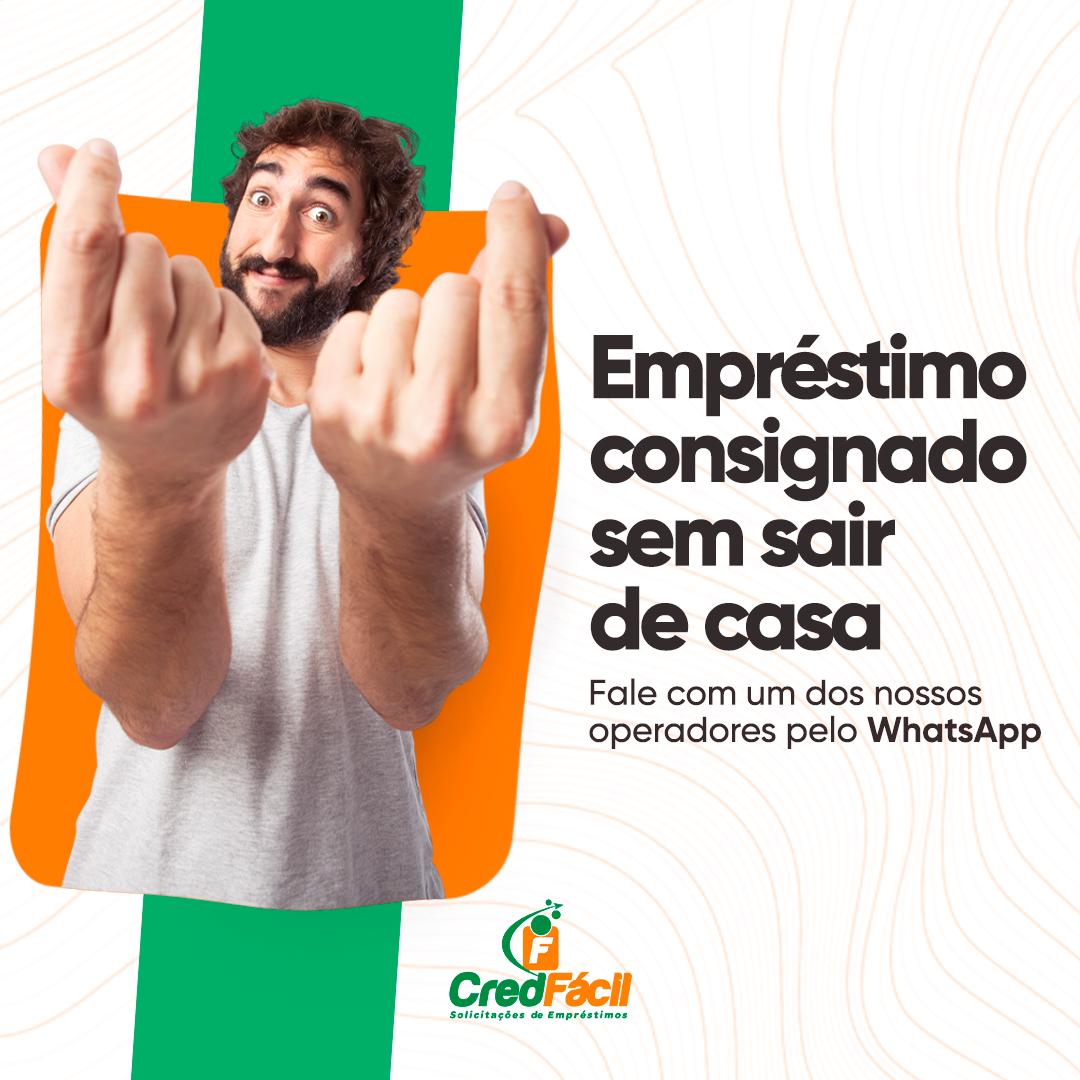 Empréstimo
consignado
sem sair
de casa
Fale com um dos nossos
operadores pelo WhatsApp
F
CredFácil
Solicitações de Empréstimos